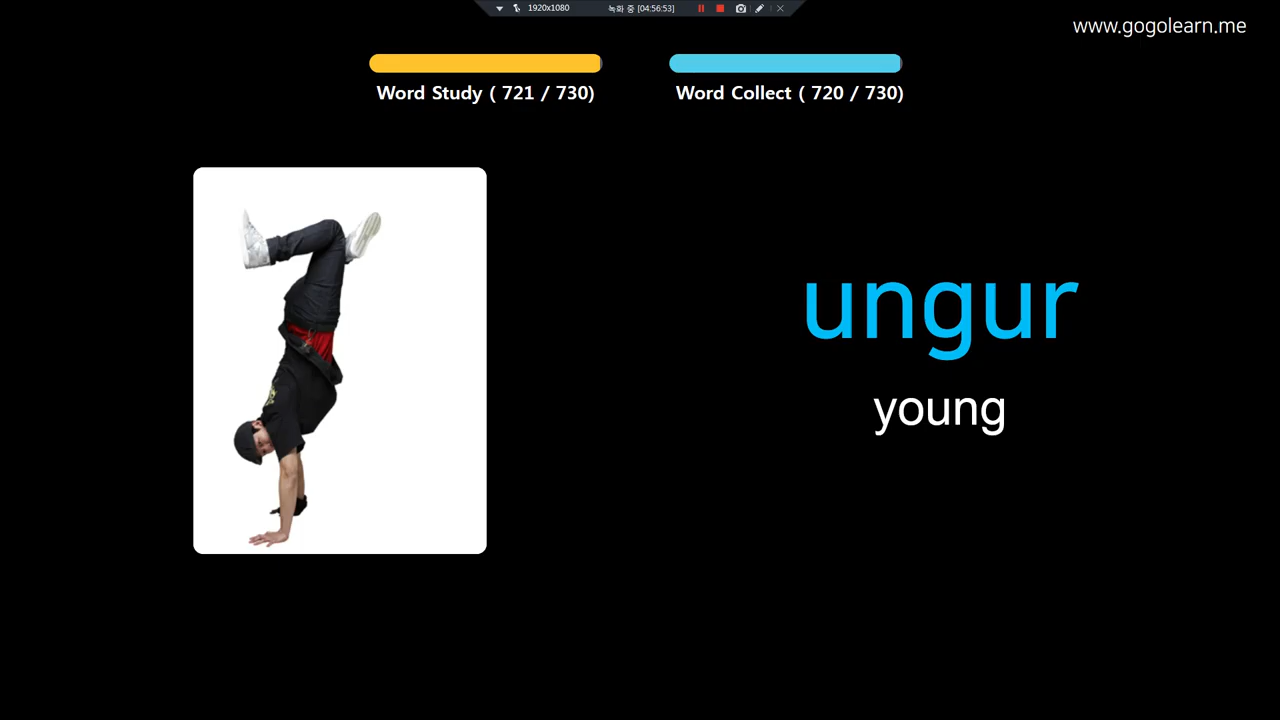 1920x1080 녹화 중 [04:56:53]
www.gogolearn.me
Word Study ( 721 / 730)
Word Collect ( 720 / 730)
ungur
young